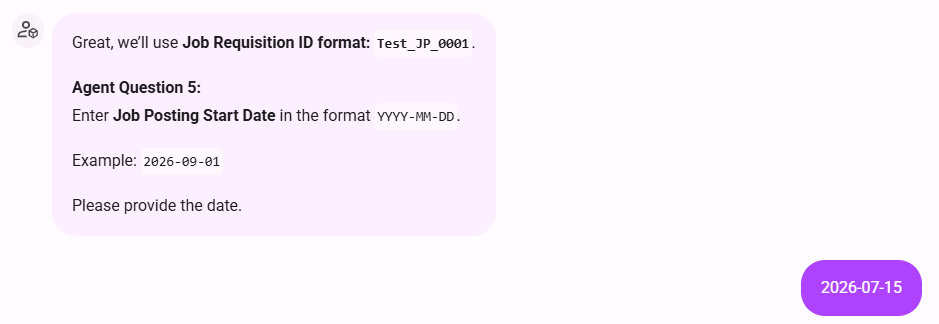 Great, we’ll use Job Requisition ID format: Test_JP_0001.
Agent Question 5:
Enter Job Posting Start Date in the format YYYY-MM-DD.
Example: 2026-09-01
Please provide the date.
2026-07-15